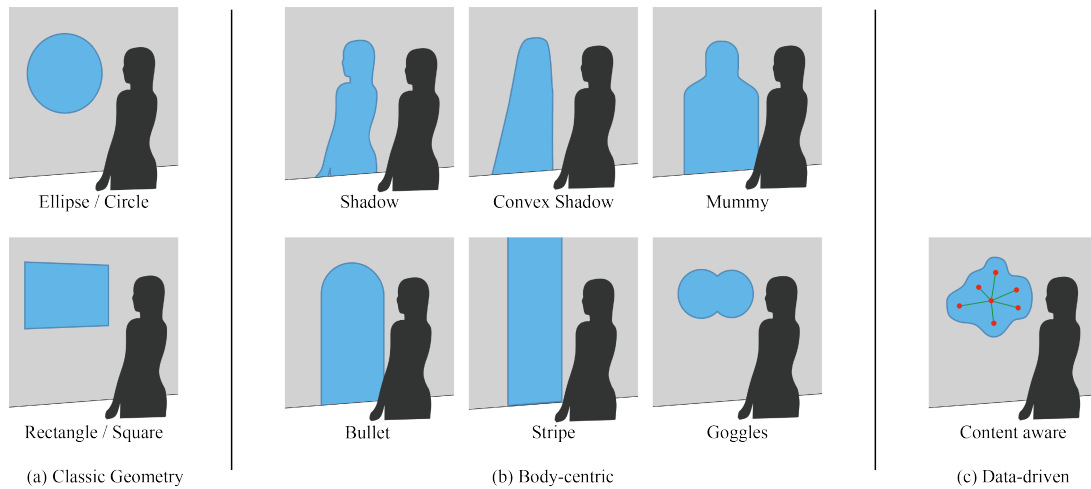 Ellipse / Circle
Shadow
Convex Shadow
Mummy
Rectangle / Square
Bullet
Stripe
Goggles
Content aware
(a) Classic Geometry
(b) Body-centric
(c) Data-driven